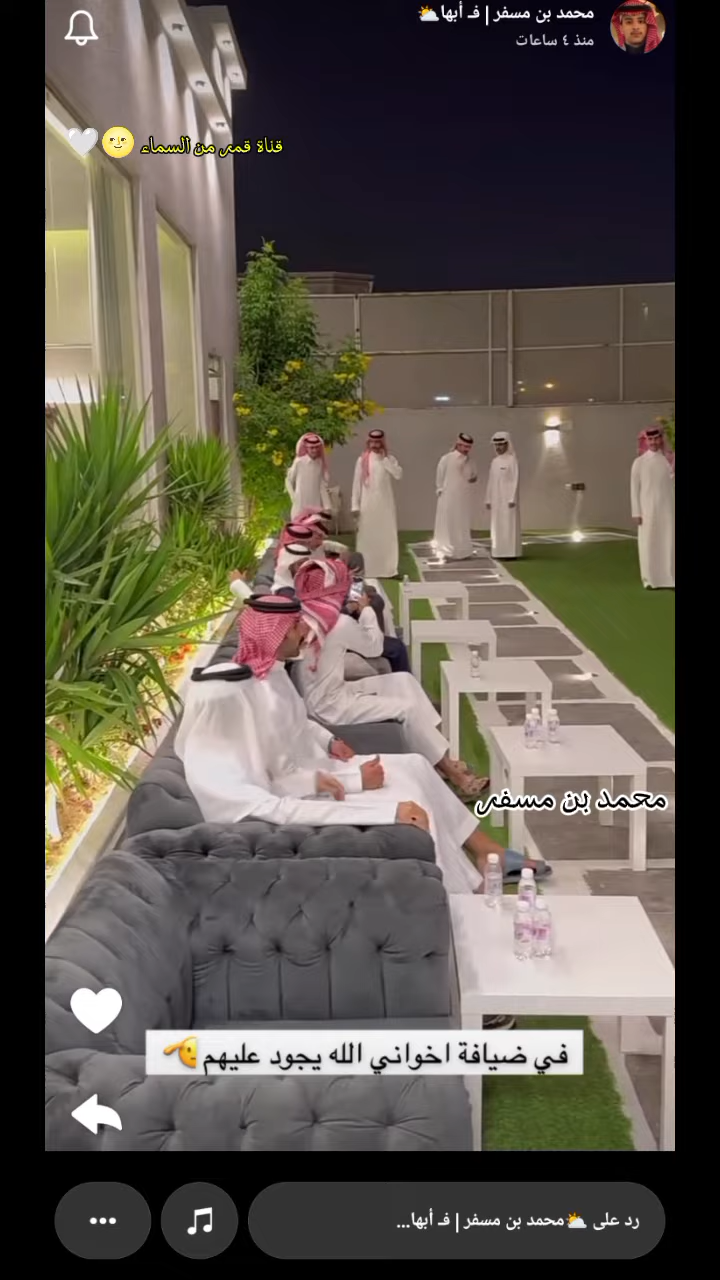 محمد بن مسفر | فـ أبها⛅
منذ ٤ ساعات
قناة قمر من السماء 🌝🤍
محمد بن مسفر
في ضيافة اخواني الله يجود عليهم🫡
رد على ⛅محمد بن مسفر | فـ أبها...